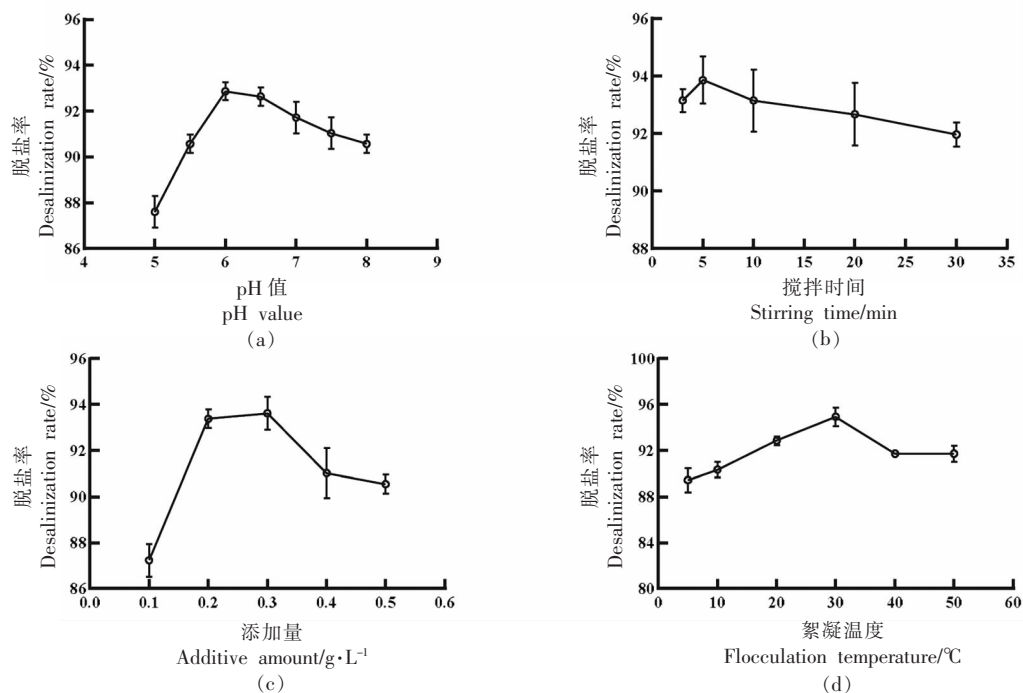 96
94
92
90
88
86
4
5
6
7
8
9
脱盐率
Desalinization rate/%
pH 值
pH value
(a)
96
94
92
90
88
0
5
10
15
20
25
30
35
脱盐率
Desalinization rate/%
搅拌时间
Stirring time/min
(b)
96
94
92
90
88
86
0.0
0.1
0.2
0.3
0.4
0.5
0.6
脱盐率
Desalinization rate/%
添加量
Additive amount/g·L⁻¹
(c)
100
96
92
88
84
80
0
10
20
30
40
50
60
脱盐率
Desalinization rate/%
絮凝温度
Flocculation temperature/℃
(d)